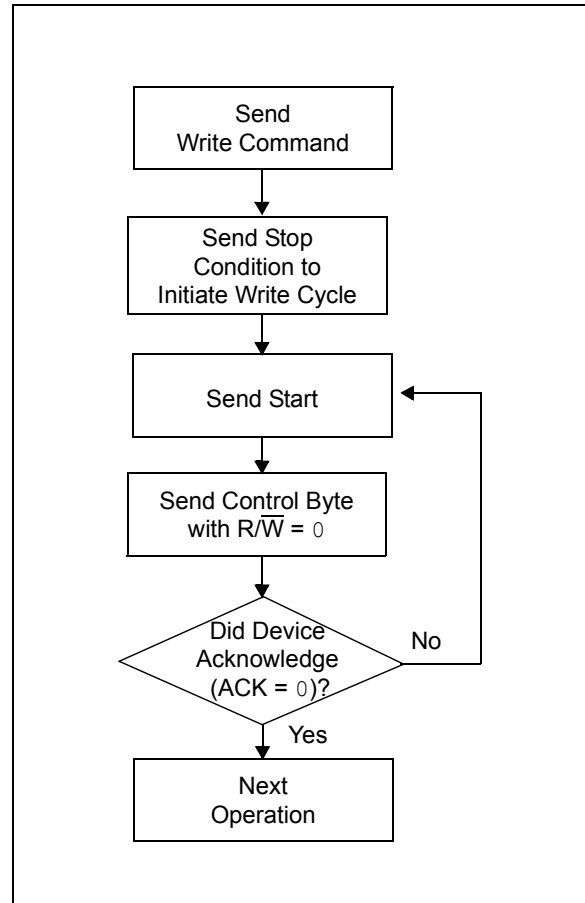 Send
Write Command
Send Stop
Condition to
Initiate Write Cycle
Send Start
Send Control Byte
with R/W̅ = 0
Did Device
Acknowledge
(ACK = 0)?
No
Yes
Next
Operation